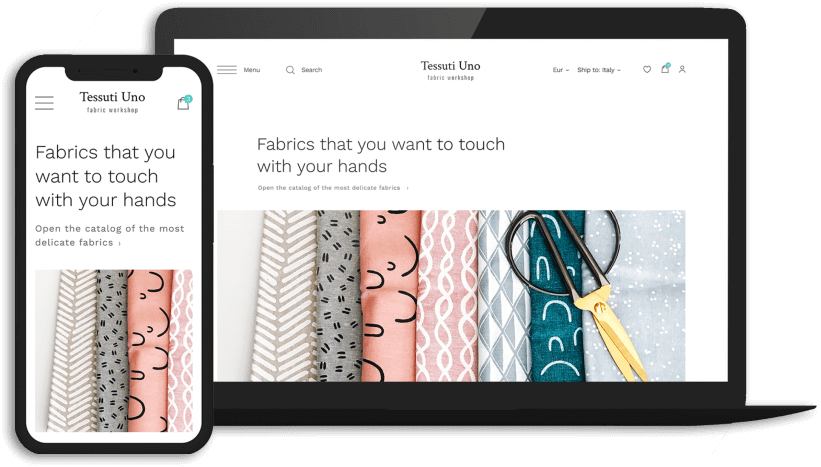 Tessuti Uno
fabric workshop
3
Fabrics that you
want to touch
with your hands
Open the catalog of the most
delicate fabrics ›
Menu
Search
Tessuti Uno
fabric workshop
Eur
Ship to: Italy
Fabrics that you want to touch
with your hands
Open the catalog of the most delicate fabrics ›